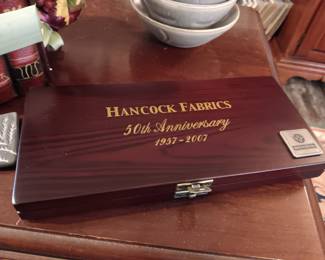 HANCOCK FABRICS
50th Anniversary
1957 - 2007